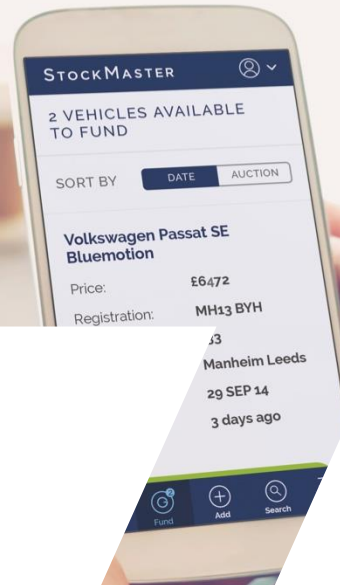 STOCKMASTER
2 VEHICLES AVAILABLE
TO FUND
SORT BY DATE AUCTION
Volkswagen Passat SE
Bluemotion
Price: £6472
Registration: MH13 BYH
Manheim Leeds
29 SEP 14
3 days ago
2
Fund Add Search